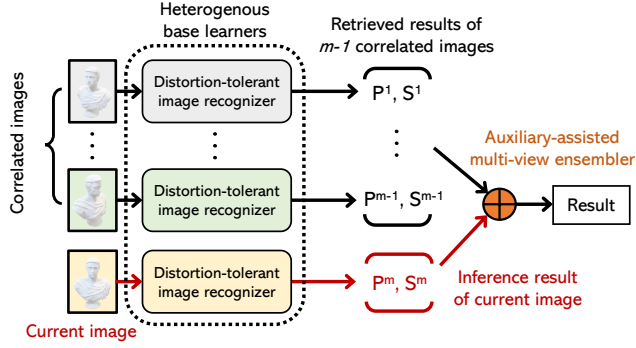 Heterogenous
base learners
Retrieved results of
m-1 correlated images
Correlated images
Distortion-tolerant
image recognizer
P¹, S¹
Auxiliary-assisted
multi-view ensembler
Distortion-tolerant
image recognizer
Pᵐ⁻¹, Sᵐ⁻¹
Result
Distortion-tolerant
image recognizer
Pᵐ, Sᵐ
Inference result
of current image
Current image